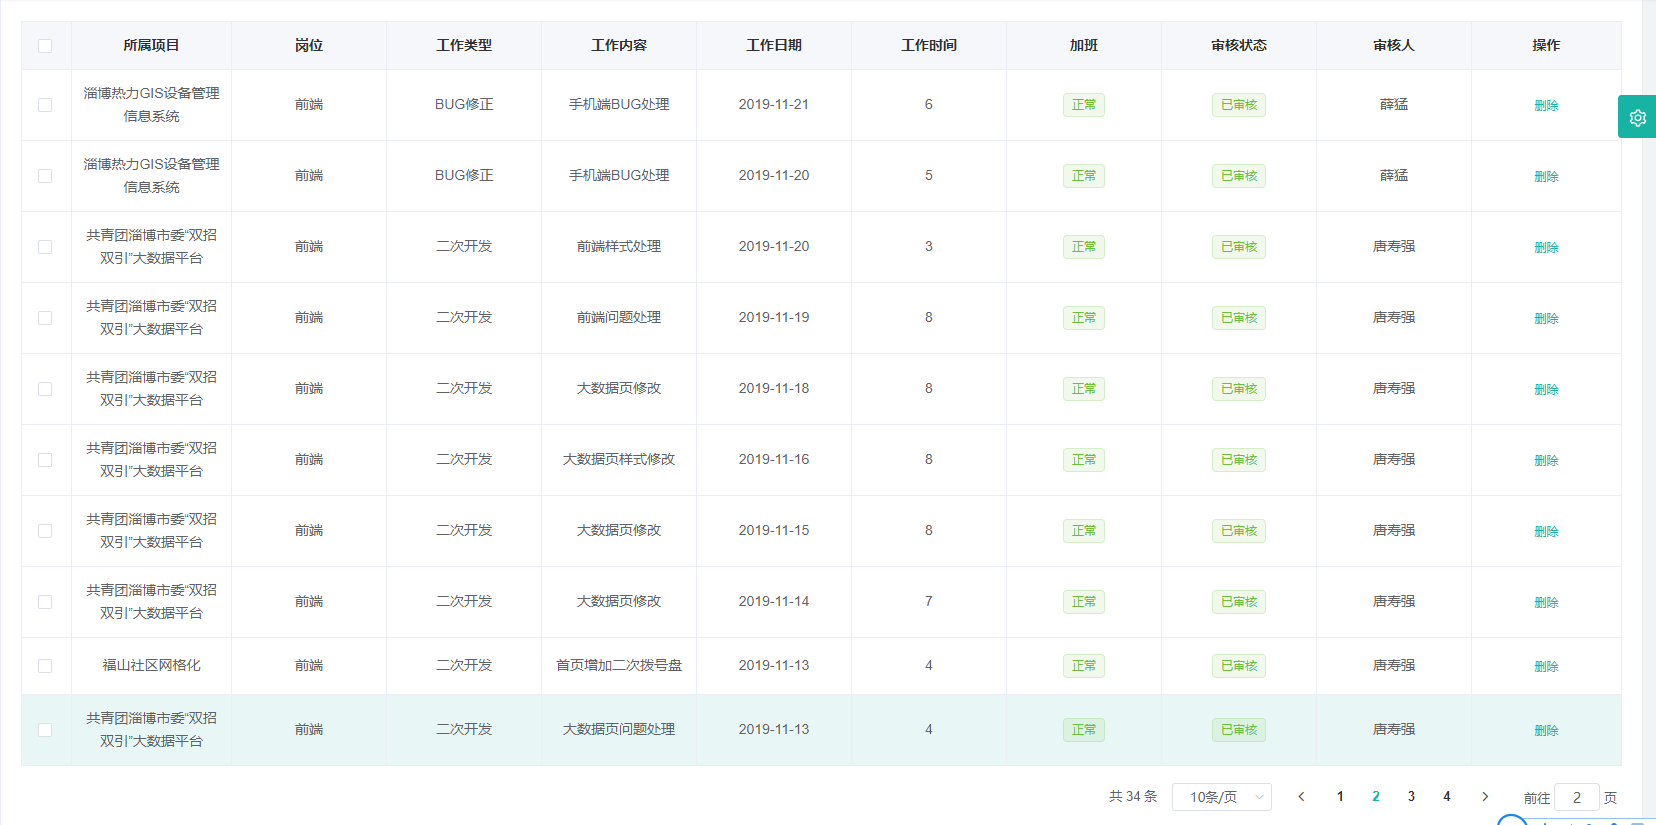 所属项目 岗位 工作类型 工作内容 工作日期 工作时间 加班 审核状态 审核人 操作
淄博热力GIS设备管理
信息系统 前端 BUG修正 手机端BUG处理 2019-11-21 6 正常 已审核 薛猛 删除
淄博热力GIS设备管理
信息系统 前端 BUG修正 手机端BUG处理 2019-11-20 5 正常 已审核 薛猛 删除
共青团淄博市委“双招
双引”大数据平台 前端 二次开发 前端样式处理 2019-11-20 3 正常 已审核 唐寿强 删除
共青团淄博市委“双招
双引”大数据平台 前端 二次开发 前端问题处理 2019-11-19 8 正常 已审核 唐寿强 删除
共青团淄博市委“双招
双引”大数据平台 前端 二次开发 大数据页修改 2019-11-18 8 正常 已审核 唐寿强 删除
共青团淄博市委“双招
双引”大数据平台 前端 二次开发 大数据页样式修改 2019-11-16 8 正常 已审核 唐寿强 删除
共青团淄博市委“双招
双引”大数据平台 前端 二次开发 大数据页修改 2019-11-15 8 正常 已审核 唐寿强 删除
共青团淄博市委“双招
双引”大数据平台 前端 二次开发 大数据页修改 2019-11-14 7 正常 已审核 唐寿强 删除
福山社区网格化 前端 二次开发 首页增加二次拨号盘 2019-11-13 4 正常 已审核 唐寿强 删除
共青团淄博市委“双招
双引”大数据平台 前端 二次开发 大数据页问题处理 2019-11-13 4 正常 已审核 唐寿强 删除
共 34 条 10条/页 1 2 3 4 前往 2 页